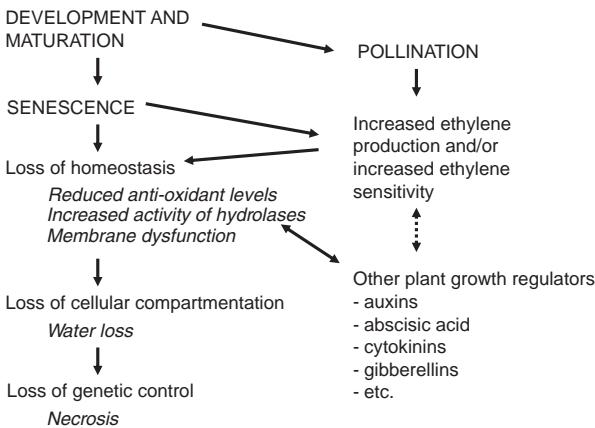 DEVELOPMENT AND
MATURATION
SENESCENCE
Loss of homeostasis
Reduced anti-oxidant levels
Increased activity of hydrolases
Membrane dysfunction
Loss of cellular compartmentation
Water loss
Loss of genetic control
Necrosis
POLLINATION
Increased ethylene
production and/or
increased ethylene
sensitivity
Other plant growth regulators
- auxins
- abscisic acid
- cytokinins
- gibberellins
- etc.